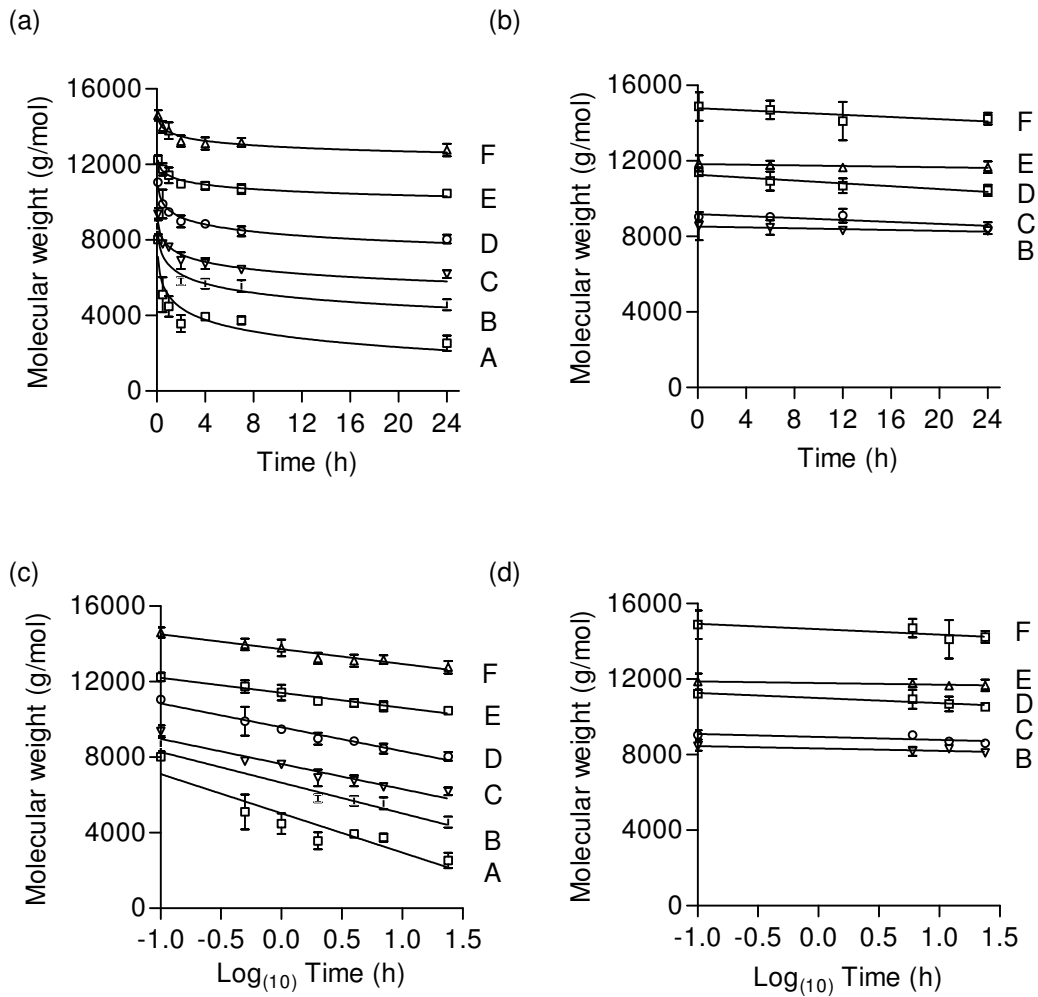 (a)
(b)
Molecular weight (g/mol)
16000
12000
8000
4000
0
0 4 8 12 16 20 24
Time (h)
F
E
D
C
B
A
Molecular weight (g/mol)
16000
12000
8000
4000
0
0 4 8 12 16 20 24
Time (h)
F
E
D
C
B
(c)
(d)
Molecular weight (g/mol)
16000
12000
8000
4000
0
-1.0 -0.5 0.0 0.5 1.0 1.5
Log(10) Time (h)
F
E
D
C
B
A
Molecular weight (g/mol)
16000
12000
8000
4000
0
-1.0 -0.5 0.0 0.5 1.0 1.5
Log(10) Time (h)
F
E
D
C
B